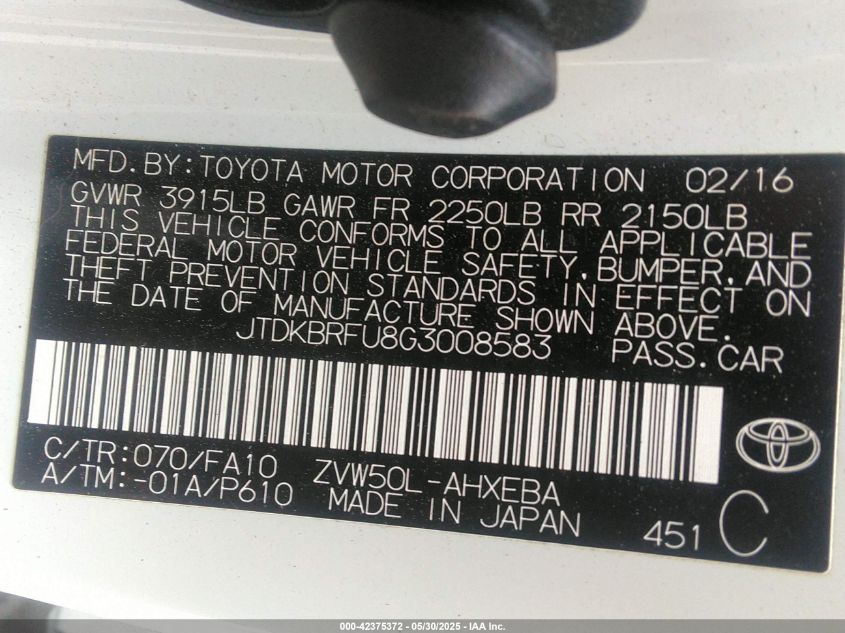 MFD.BY:TOYOTA MOTOR CORPORATION 02/16
GVWR 3915LB GAWR FR 2250LB RR 2150LB
THIS VEHICLE CONFORMS TO ALL APPLICABLE
FEDERAL MOTOR VEHICLE SAFETY,BUMPER,AND
THEFT PREVENTION STANDARDS IN EFFECT ON
THE DATE OF MANUFACTURE SHOWN ABOVE.
JTDKBRFU8G3008583 PASS.CAR
C/TR:070/FA10 ZVW50L-AHXEBA
A/TM:-01A/P610 MADE IN JAPAN 451 C
000-42375372 — 05/30/2025 — IAA Inc.